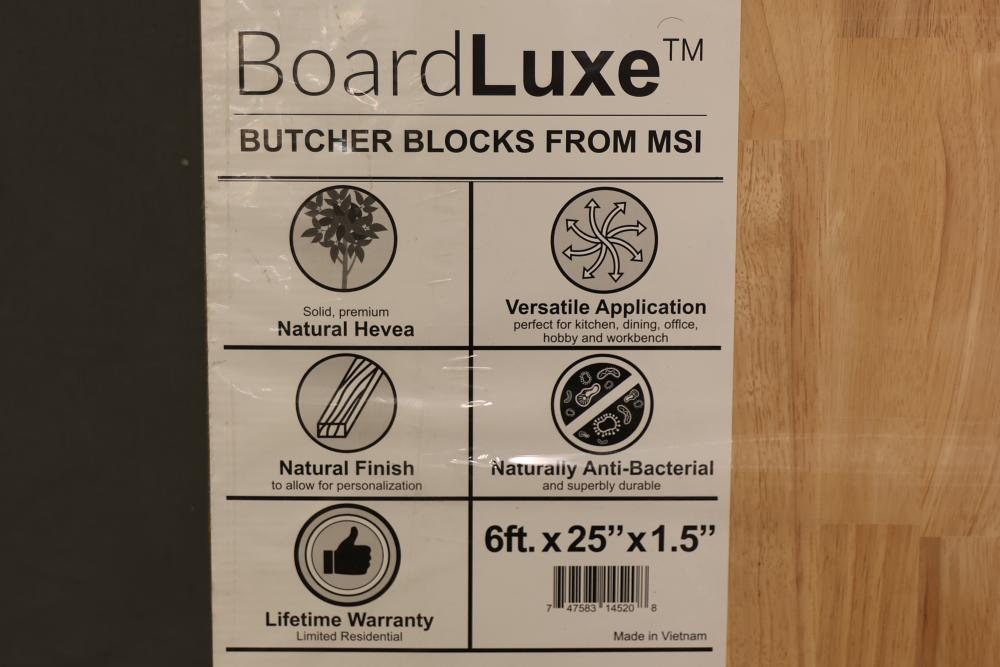 BoardLuxe™
BUTCHER BLOCKS FROM MSI
Solid, premium
Natural Hevea
Versatile Application
perfect for kitchen, dining, office,
hobby and workbench
Natural Finish
to allow for personalization
Naturally Anti-Bacterial
and superbly durable
Lifetime Warranty
Limited Residential
6ft. x 25” x 1.5”
7 47583 14520 8
Made in Vietnam